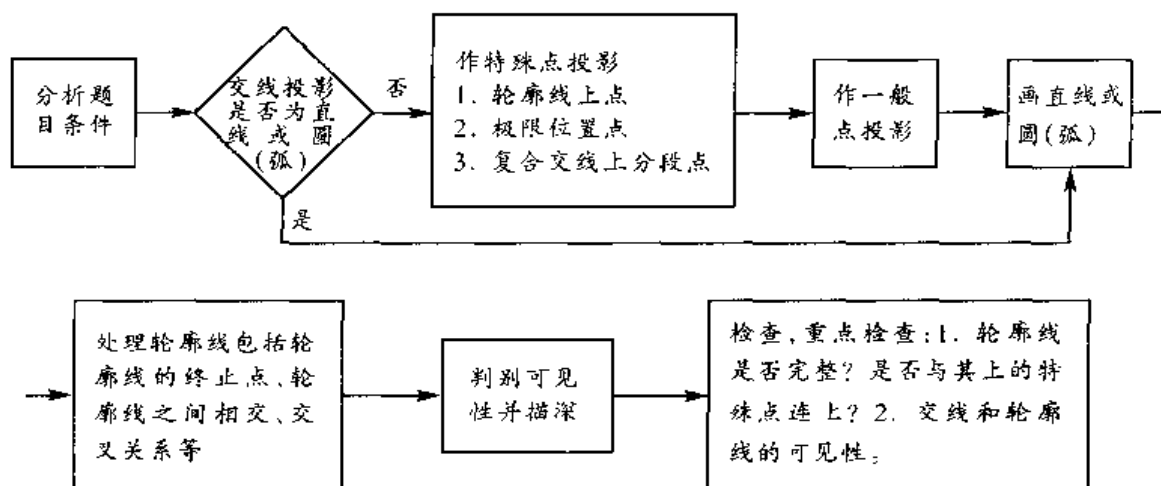 分析题
目条件
交线投影
是否为直
线或圆
(弧)
否
是
作特殊点投影
1. 轮廓线上点
2. 极限位置点
3. 复合交线上分段点
作一般
点投影
画直线或
圆(弧)
处理轮廓线包括轮
廓线的终止点、轮
廓线之间相交、交
叉关系等
判别可见
性并描深
检查,重点检查:1. 轮廓线
是否完整?是否与其上的特
殊点连上?2. 交线和轮廓
线的可见性。